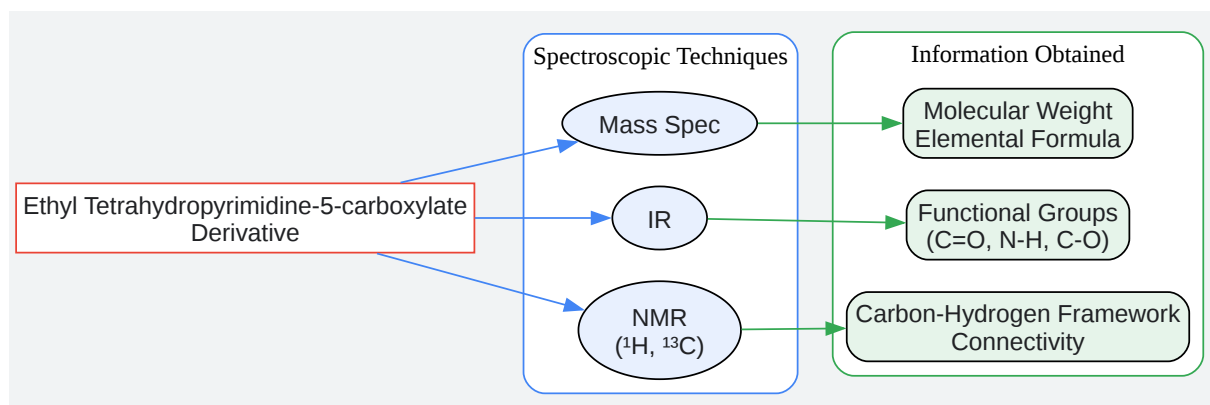 Spectroscopic Techniques
Information Obtained
Mass Spec
Molecular Weight
Elemental Formula
Ethyl Tetrahydropyrimidine-5-carboxylate
Derivative
IR
Functional Groups
(C=O, N-H, C-O)
NMR
(¹H, ¹³C)
Carbon-Hydrogen Framework
Connectivity